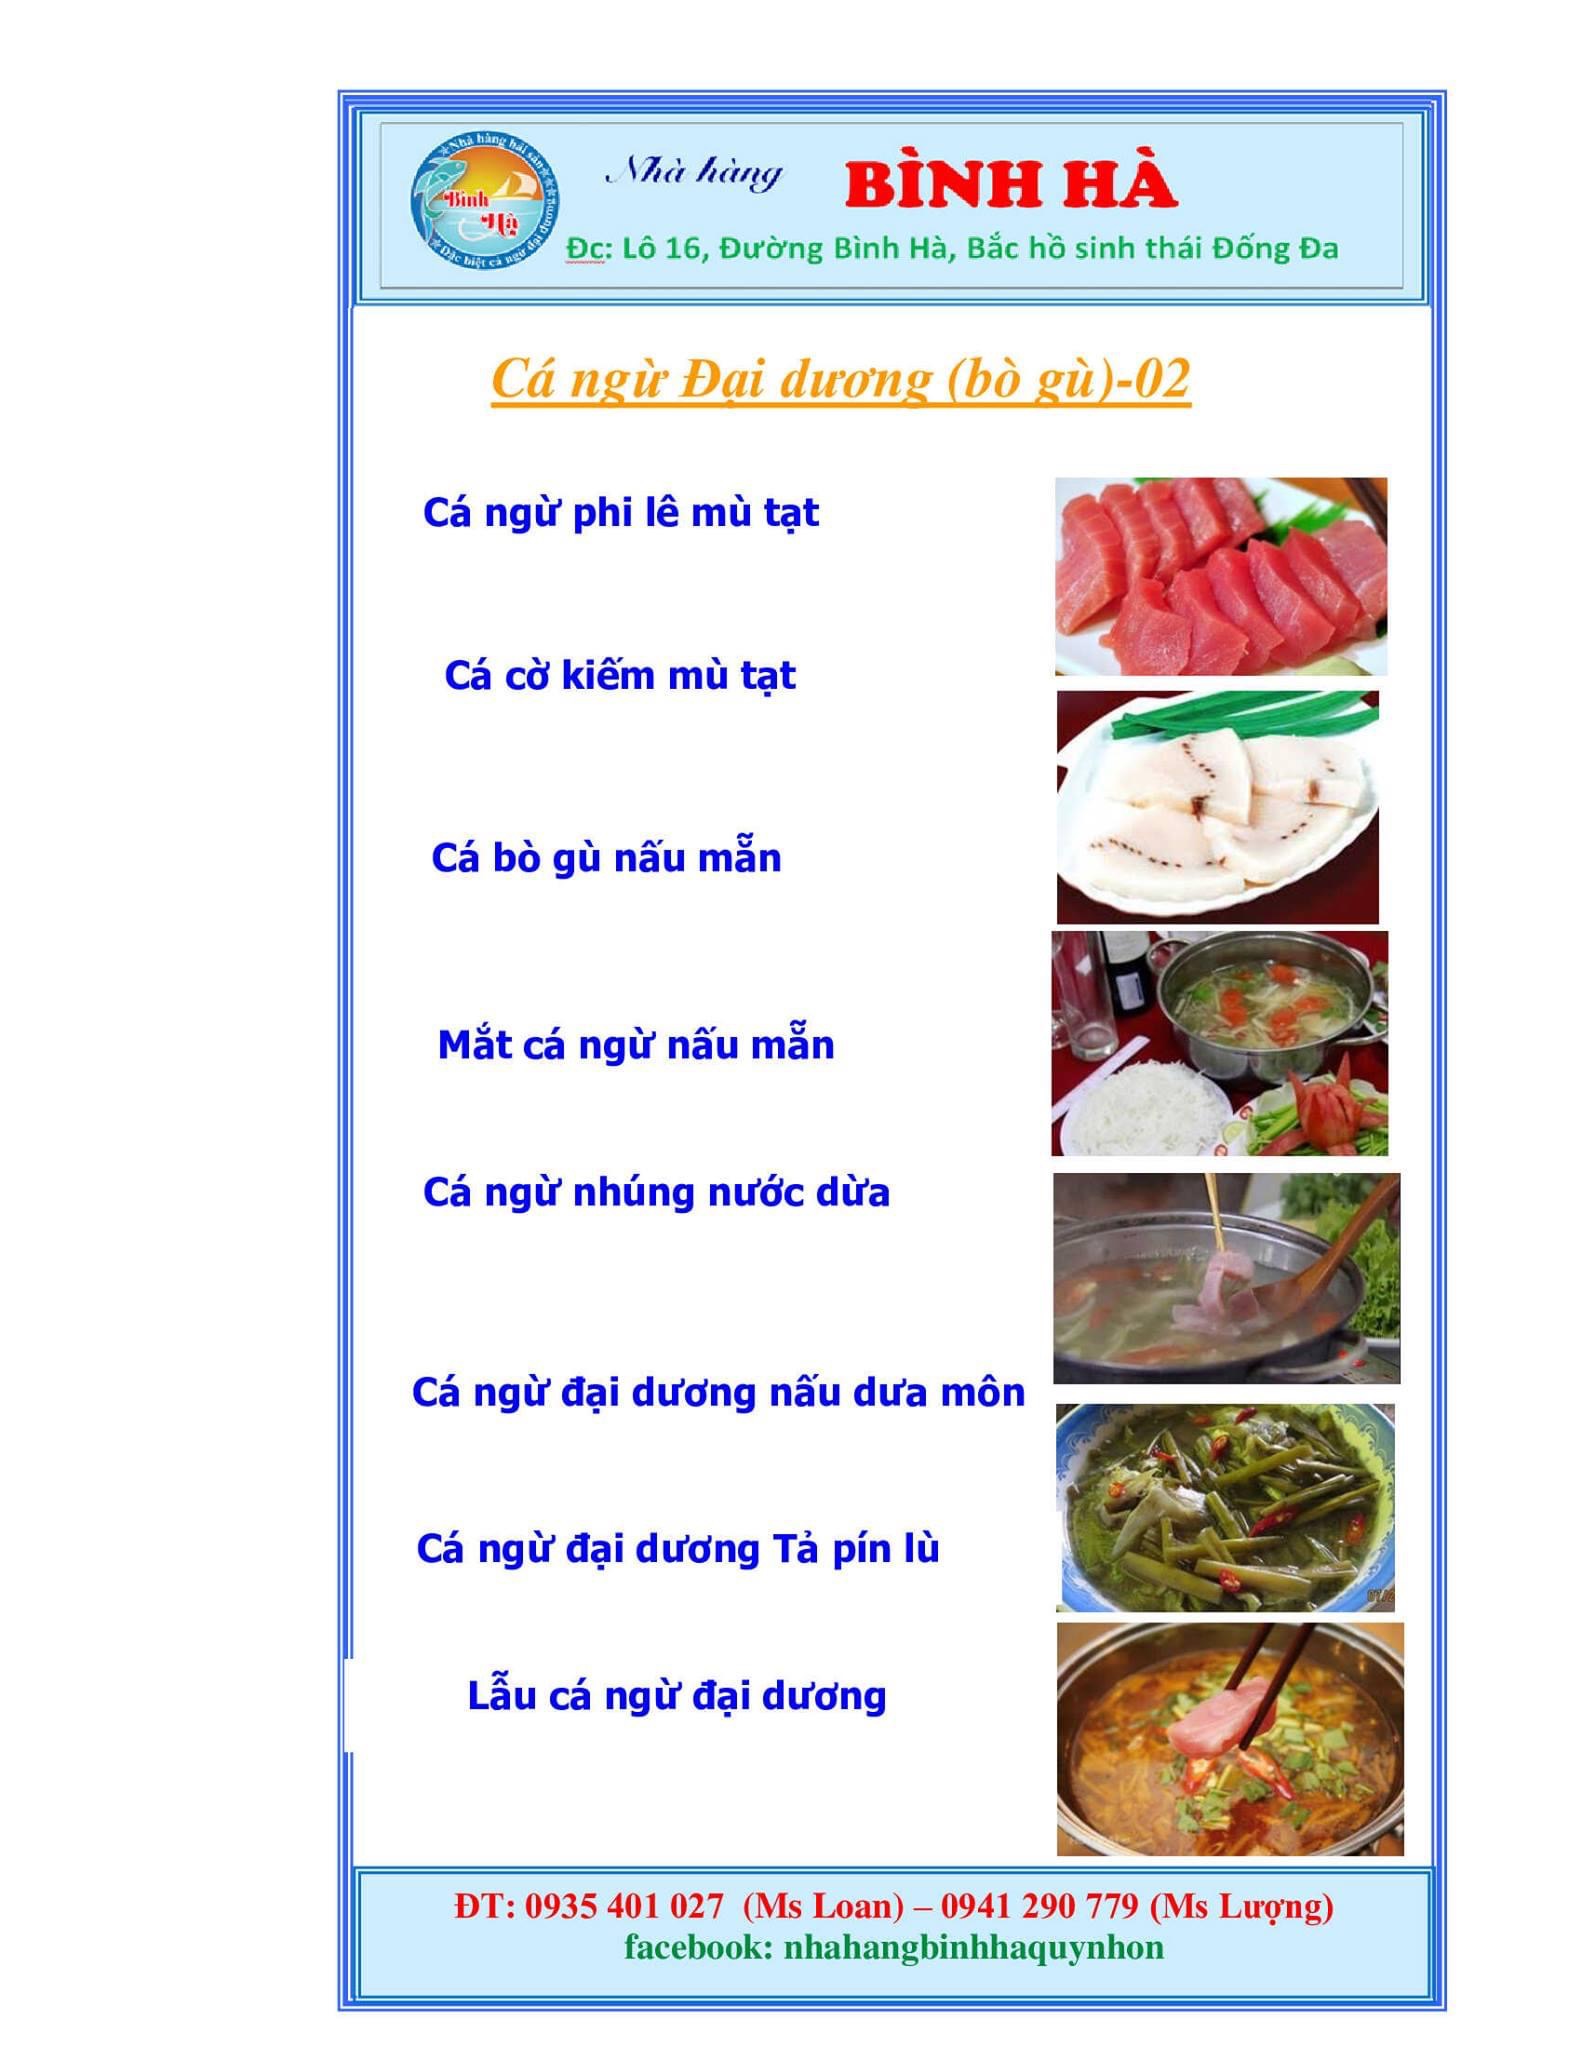 Nhà hàng hải sản
Bình
Hà
Đặc biệt cá ngừ đại dương
Nhà hàng BÌNH HÀ
Đc: Lô 16, Đường Bình Hà, Bắc hồ sinh thái Đống Đa
Cá ngừ Đại dương (bò gù)-02
Cá ngừ phi lê mù tạt
Cá cờ kiếm mù tạt
Cá bò gù nấu mẵn
Mắt cá ngừ nấu mẵn
Cá ngừ nhúng nước dừa
Cá ngừ đại dương nấu dưa môn
Cá ngừ đại dương Tả pín lù
Lẫu cá ngừ đại dương
ĐT: 0935 401 027 (Ms Loan) – 0941 290 779 (Ms Lượng)
facebook: nhahangbinhhaquynhon